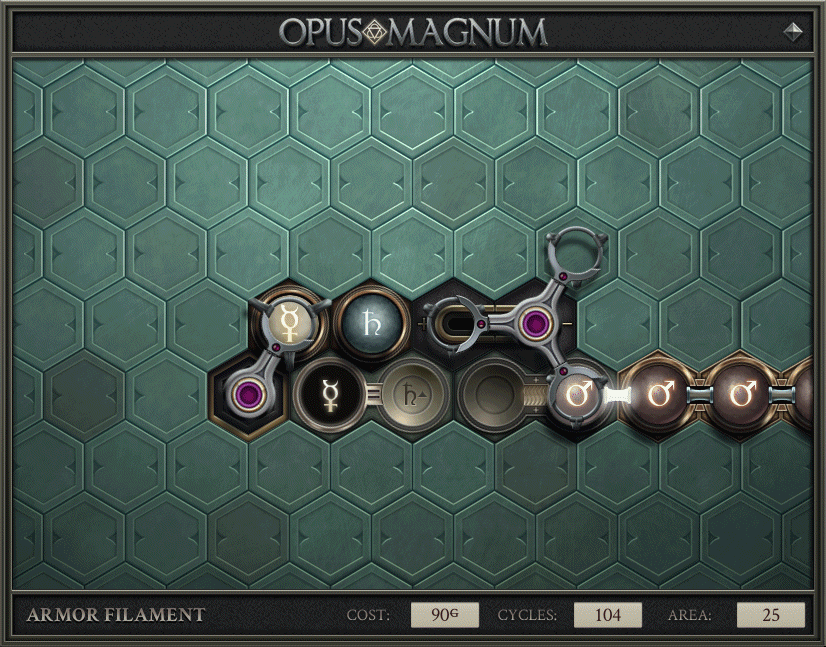 OPUS MAGNUM
☿ ♄
☿ ♄ ♂ ♂ ♂
ARMOR FILAMENT COST: 90G CYCLES: 104 AREA: 25